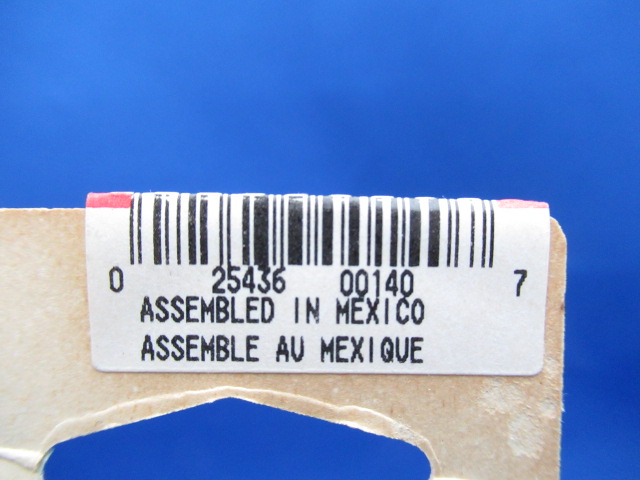 0 25436 00140 7
ASSEMBLED IN MEXICO
ASSEMBLE AU MEXIQUE